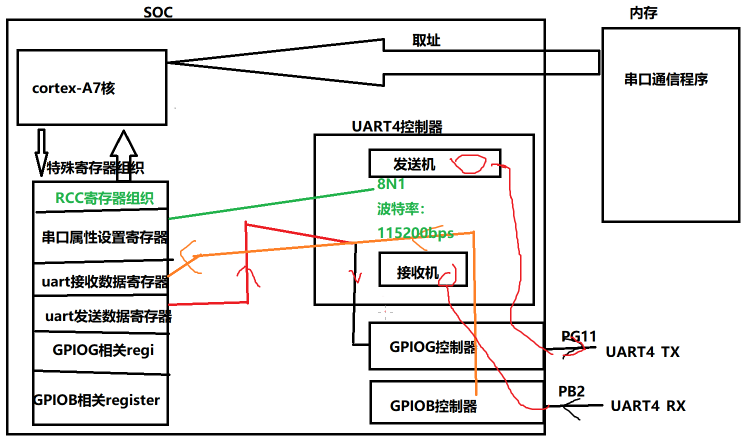 SOC
内存
取址
cortex-A7核
串口通信程序
UART4控制器
发送机
特殊寄存器组织
RCC寄存器组织
8N1
波特率:
115200bps
串口属性设置寄存器
uart接收数据寄存器
接收机
uart发送数据寄存器
GPIOG相关regi
GPIOG控制器
PG11
UART4 TX
GPIOB相关register
GPIOB控制器
PB2
UART4 RX